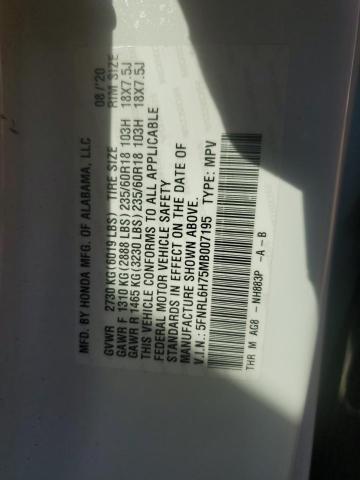 MFD. BY HONDA MFG. OF ALABAMA, LLC 08/'20
GVWR 2730 KG(6019 LBS) TIRE SIZE RIM SIZE
GAWR F 1310 KG(2888 LBS) 235/60R18 103H 18X7.5J
GAWR R 1465 KG(3230 LBS) 235/60R18 103H 18X7.5J
THIS VEHICLE CONFORMS TO ALL APPLICABLE
FEDERAL MOTOR VEHICLE SAFETY
STANDARDS IN EFFECT ON THE DATE OF
MANUFACTURE SHOWN ABOVE.
V.I.N.: 5FNRL6H75MB007195 TYPE: MPV
THR M AG8 - NH883P -A -B